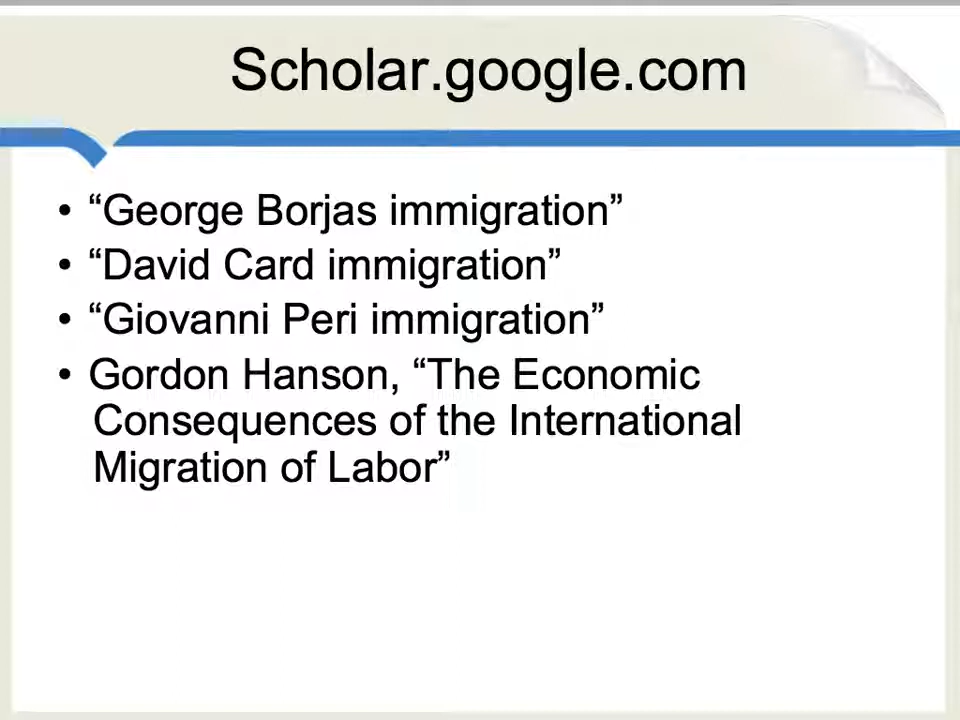 Scholar.google.com
• “George Borjas immigration”
• “David Card immigration”
• “Giovanni Peri immigration”
• Gordon Hanson, “The Economic
Consequences of the International
Migration of Labor”